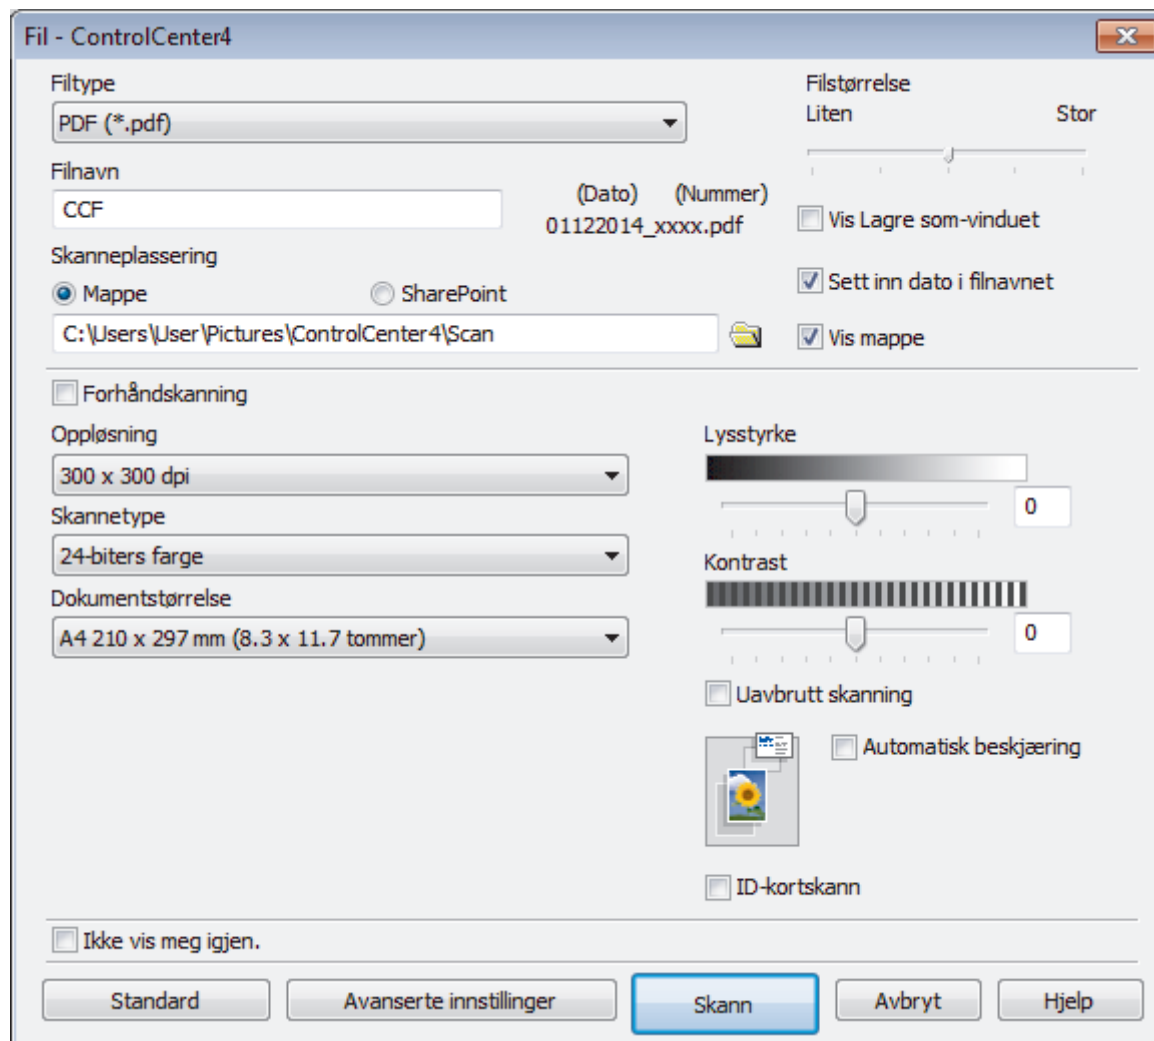 Fil - ControlCenter4
Filtype
PDF (*.pdf)
Filstørrelse
Liten Stor
Filnavn
CCF
(Dato) (Nummer)
01122014_xxxx.pdf
Vis Lagre som-vinduet
Skanneplassering
Mappe SharePoint
Sett inn dato i filnavnet
C:\Users\User\Pictures\ControlCenter4\Scan
Vis mappe
Forhåndskanning
Oppløsning
300 x 300 dpi
Skannetype
24-biters farge
Dokumentstørrelse
A4 210 x 297 mm (8.3 x 11.7 tommer)
Lysstyrke
0
Kontrast
0
Uavbrutt skanning
Automatisk beskjæring
ID-kortskann
Ikke vis meg igjen.
Standard Avanserte innstillinger Skann Avbryt Hjelp